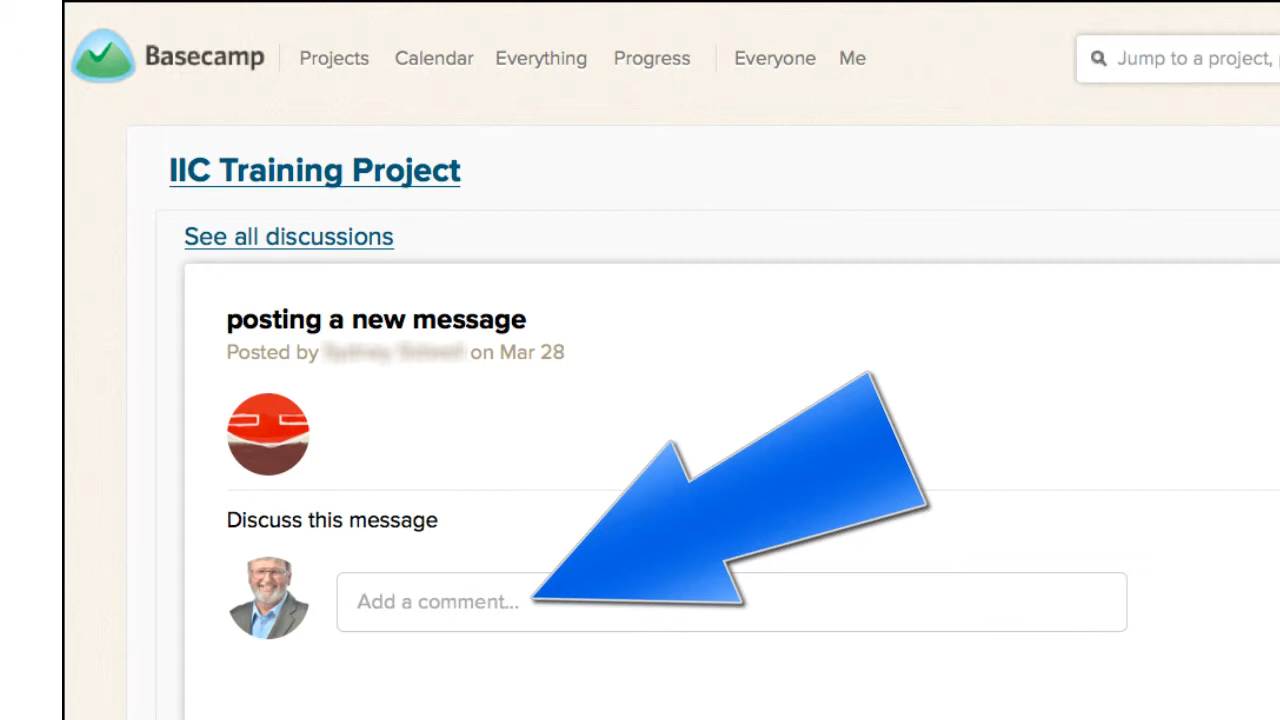 Basecamp Projects Calendar Everything Progress Everyone Me Jump to a project,
IIC Training Project
See all discussions
posting a new message
Posted by on Mar 28
Discuss this message
Add a comment...